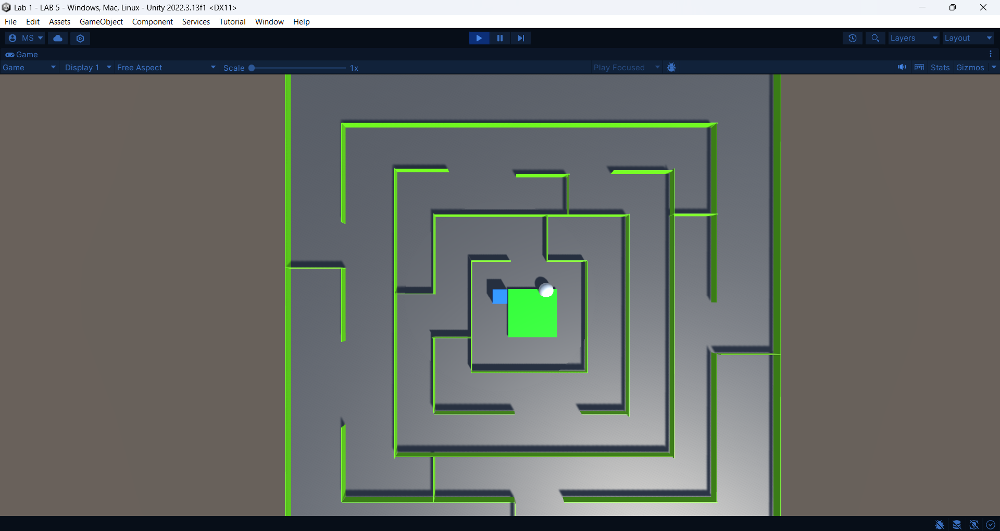 Lab 1 - LAB 5 - Windows, Mac, Linux - Unity 2022.3.13f1 <DX11>
File Edit Assets GameObject Component Services Tutorial Window Help
MS Layers Layout
Game
Game Display 1 Free Aspect Scale 1x Play Focused Stats Gizmos